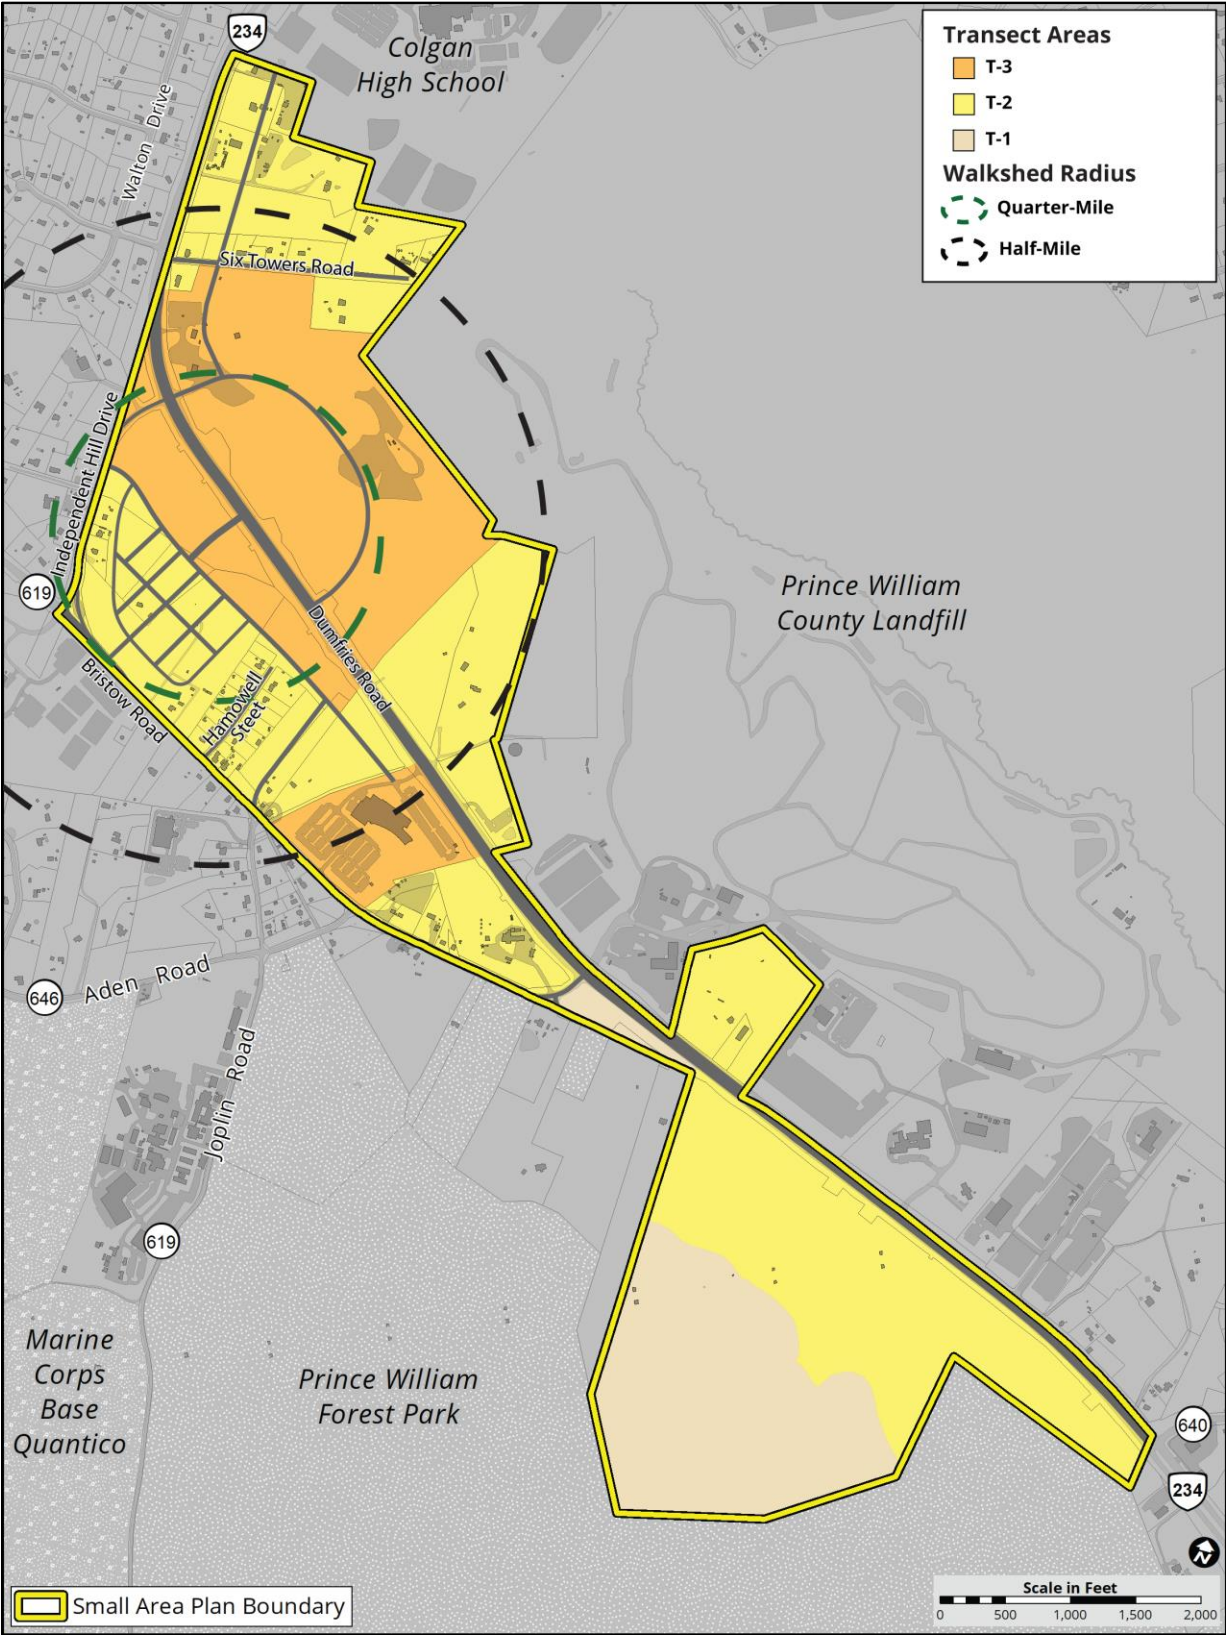 234
Colgan
High School
Transect Areas
T-3
T-2
T-1
Walkshed Radius
Quarter-Mile
Half-Mile
Walton Drive
Six Towers Road
Independent Hill Drive
619
Prince William
County Landfill
Dumfries Road
Bristow Road
Hamowell
Steet
Aden Road
646
Joplin Road
619
Marine
Corps
Base
Quantico
Prince William
Forest Park
640
234
N
Scale in Feet
0 500 1,000 1,500 2,000
Small Area Plan Boundary